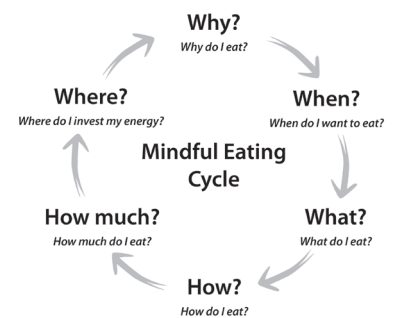 Why?
Why do I eat?
When?
When do I want to eat?
What?
What do I eat?
How?
How do I eat?
How much?
How much do I eat?
Where?
Where do I invest my energy?
Mindful Eating
Cycle